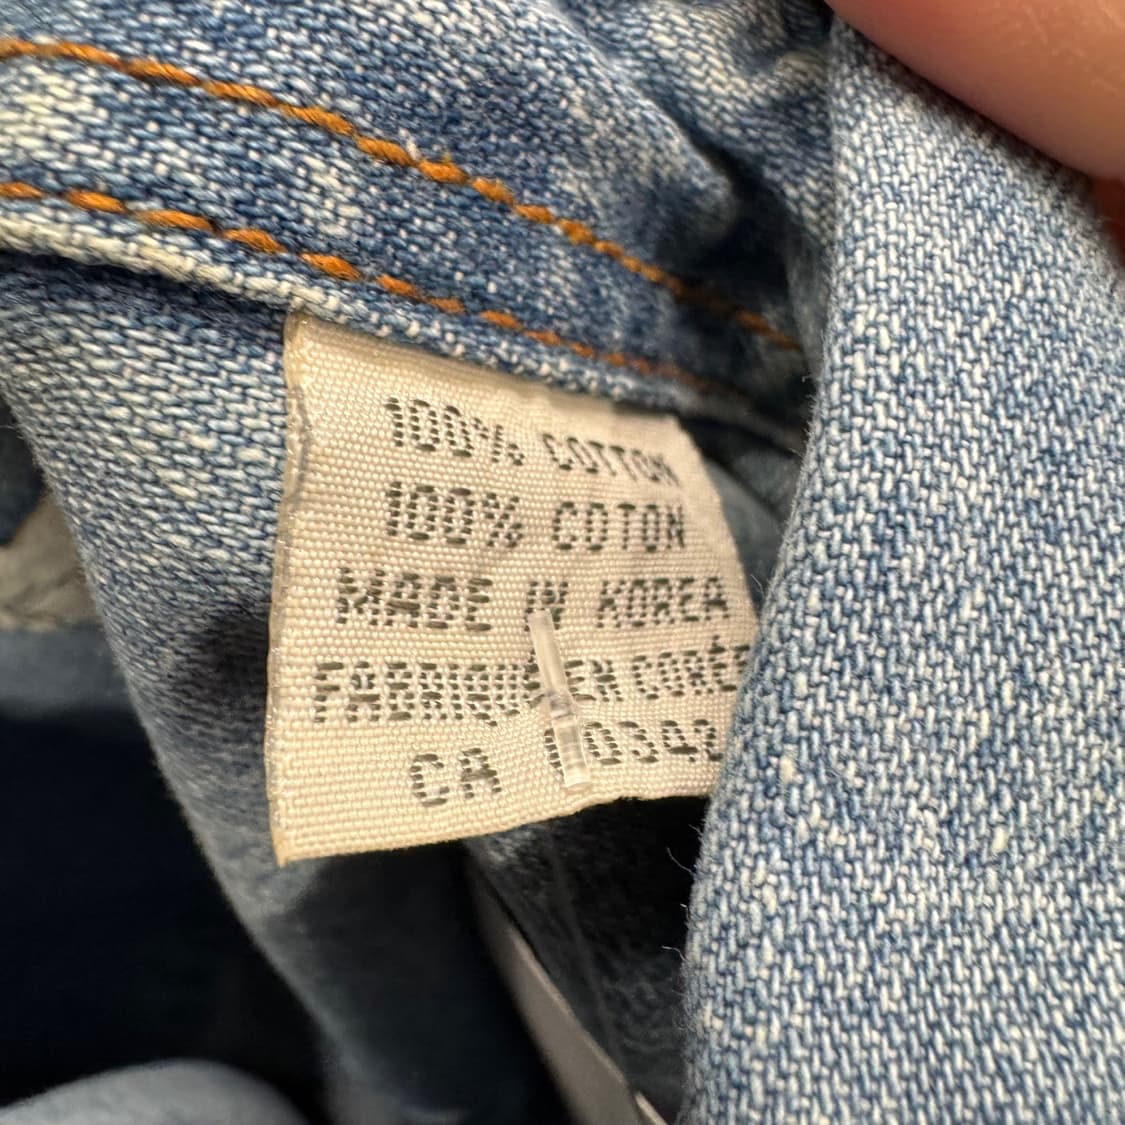 100% COTTON
100% COTON
MADE IN KOREA
FABRIQUÉ EN CORÉE
CA